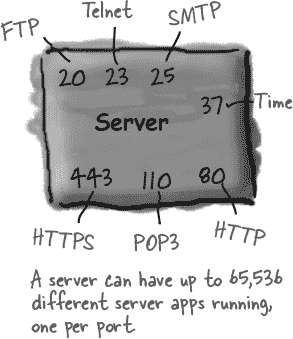 FTP
Telnet
SMTP
20 23 25
37
Time
Server
443 110 80
HTTPS
POP3
HTTP
A server can have up to 65,536
different server apps running,
one per port.